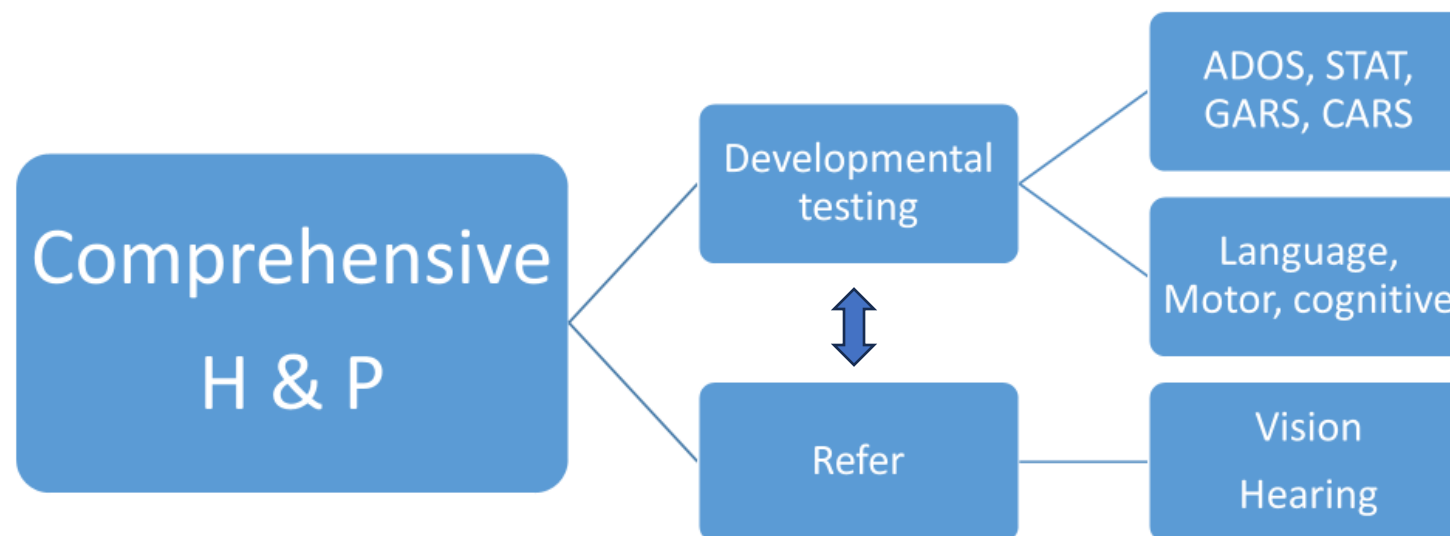 Comprehensive
H & P
Developmental
testing
Refer
ADOS, STAT,
GARS, CARS
Language,
Motor, cognitive
Vision
Hearing